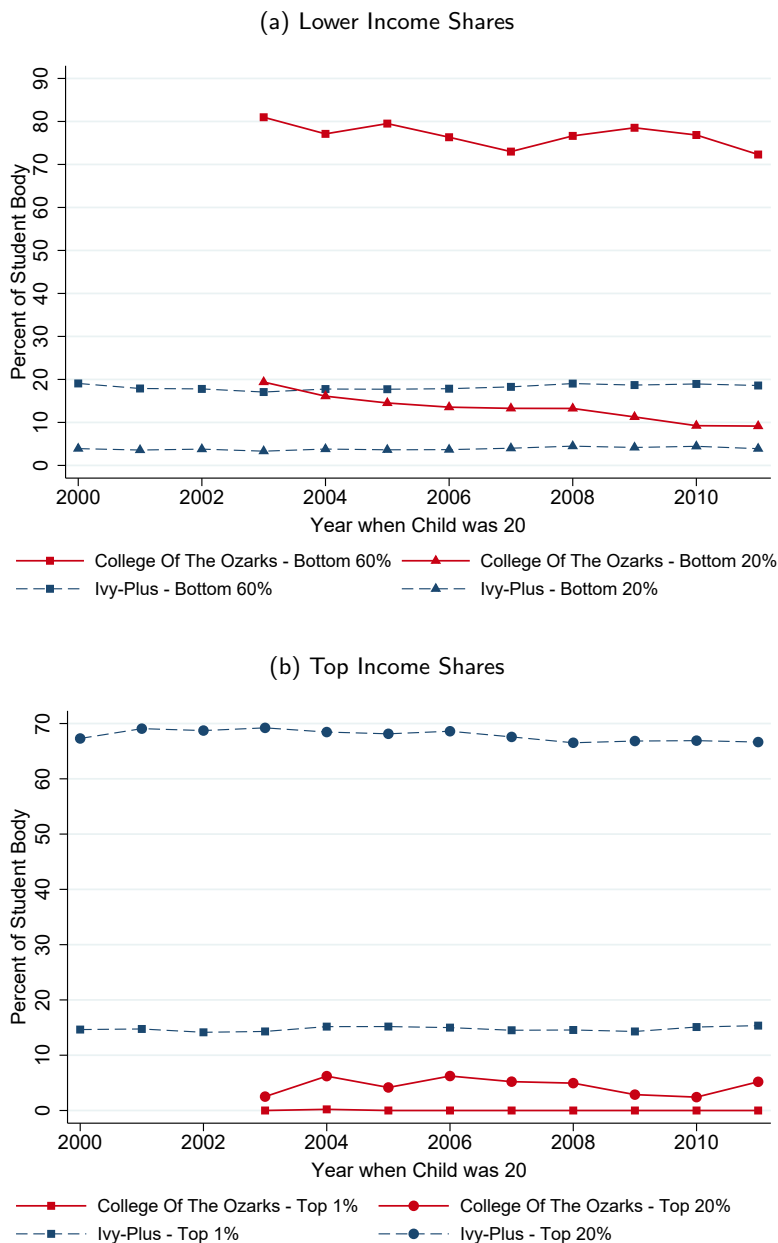 (a) Lower Income Shares
90
80
70
60
50
40
30
20
10
0
Percent of Student Body
2000 2002 2004 2006 2008 2010
Year when Child was 20
College Of The Ozarks - Bottom 60% College Of The Ozarks - Bottom 20%
Ivy-Plus - Bottom 60% Ivy-Plus - Bottom 20%
(b) Top Income Shares
70
60
50
40
30
20
10
0
Percent of Student Body
2000 2002 2004 2006 2008 2010
Year when Child was 20
College Of The Ozarks - Top 1% College Of The Ozarks - Top 20%
Ivy-Plus - Top 1% Ivy-Plus - Top 20%